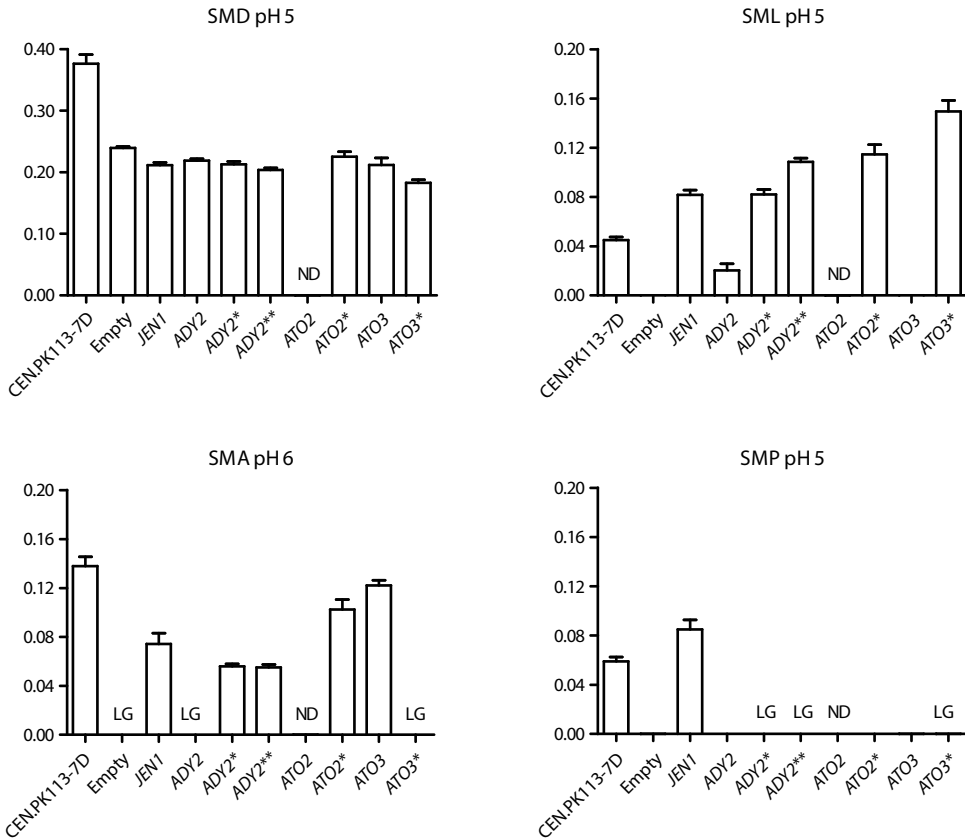 SMD pH 5
0.40
0.30
0.20
0.10
0.00
ND
CEN.PK113-7D
Empty
JEN1
ADY2
ADY2*
ADY2**
ATO2
ATO2*
ATO3
ATO3*
SML pH 5
0.20
0.16
0.12
0.08
0.04
0.00
ND
CEN.PK113-7D
Empty
JEN1
ADY2
ADY2*
ADY2**
ATO2
ATO2*
ATO3
ATO3*
SMA pH 6
0.20
0.16
0.12
0.08
0.04
0.00
LG
LG
ND
LG
CEN.PK113-7D
Empty
JEN1
ADY2
ADY2*
ADY2**
ATO2
ATO2*
ATO3
ATO3*
SMP pH 5
0.20
0.16
0.12
0.08
0.04
0.00
LG
LG
ND
LG
CEN.PK113-7D
Empty
JEN1
ADY2
ADY2*
ADY2**
ATO2
ATO2*
ATO3
ATO3*